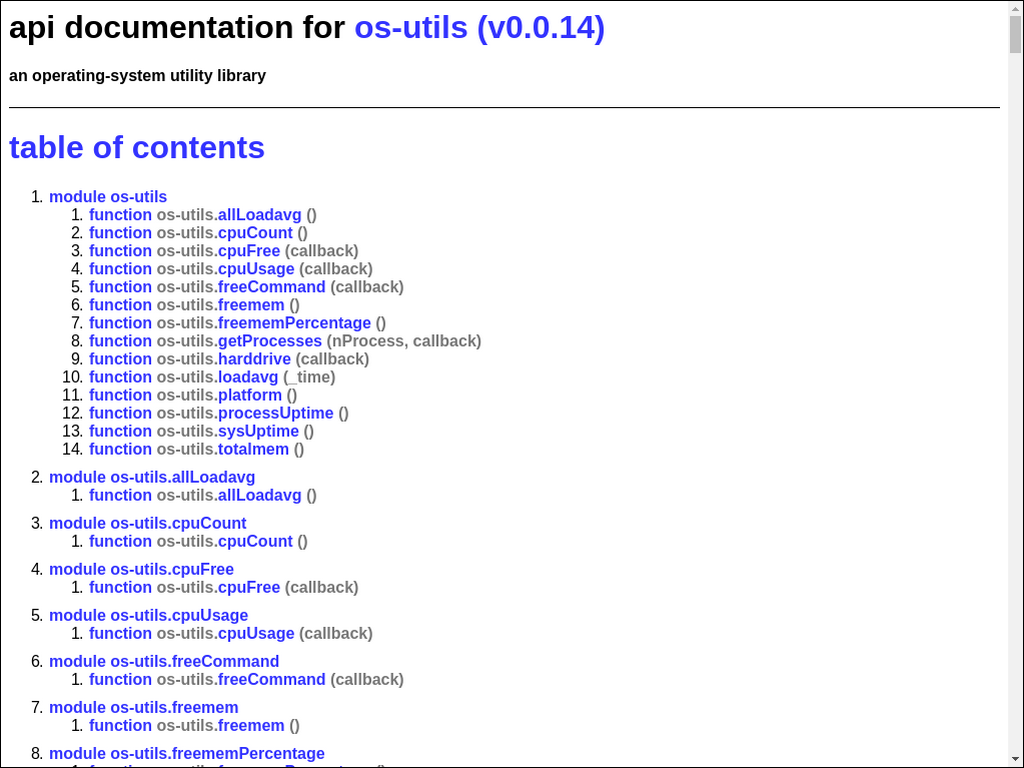 api documentation for os-utils (v0.0.14)
an operating-system utility library
table of contents
1. module os-utils
1. function os-utils.allLoadavg ()
2. function os-utils.cpuCount ()
3. function os-utils.cpuFree (callback)
4. function os-utils.cpuUsage (callback)
5. function os-utils.freeCommand (callback)
6. function os-utils.freemem ()
7. function os-utils.freememPercentage ()
8. function os-utils.getProcesses (nProcess, callback)
9. function os-utils.harddrive (callback)
10. function os-utils.loadavg (_time)
11. function os-utils.platform ()
12. function os-utils.processUptime ()
13. function os-utils.sysUptime ()
14. function os-utils.totalmem ()
2. module os-utils.allLoadavg
1. function os-utils.allLoadavg ()
3. module os-utils.cpuCount
1. function os-utils.cpuCount ()
4. module os-utils.cpuFree
1. function os-utils.cpuFree (callback)
5. module os-utils.cpuUsage
1. function os-utils.cpuUsage (callback)
6. module os-utils.freeCommand
1. function os-utils.freeCommand (callback)
7. module os-utils.freemem
1. function os-utils.freemem ()
8. module os-utils.freememPercentage